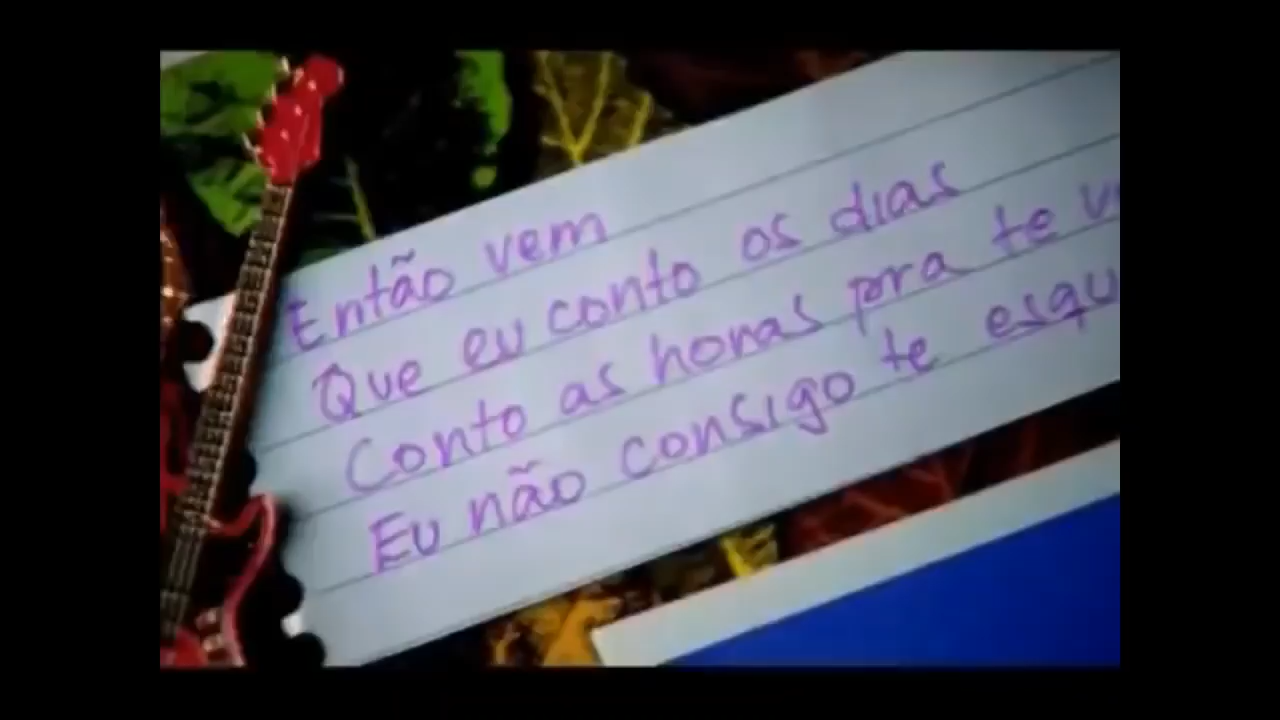 Então vem
Que eu conto os dias
Conto as horas pra te
Eu não consigo te